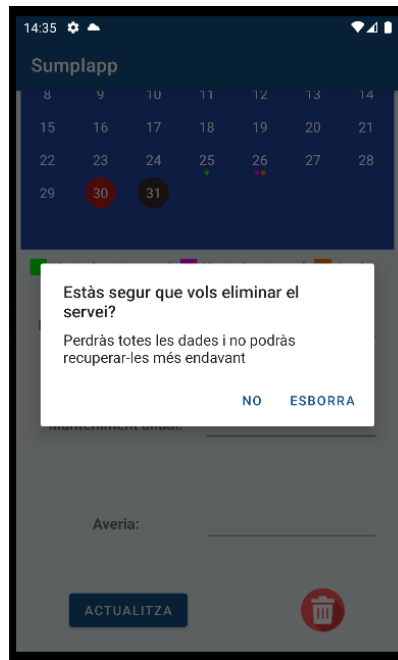 14:35
Sumplapp
8 9 10 11 12 13 14
15 16 17 18 19 20 21
22 23 24 25 26 27 28
29 30 31
Estàs segur que vols eliminar el
servei?
Perdràs totes les dades i no podràs
recuperar-les més endavant
NO ESBORRA
Manteniment anual:
Averia:
ACTUALITZA